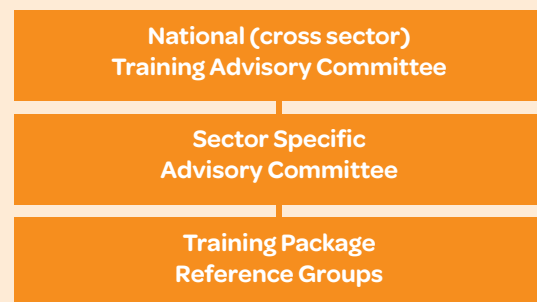 National (cross sector)
Training Advisory Committee
Sector Specific
Advisory Committee
Training Package
Reference Groups